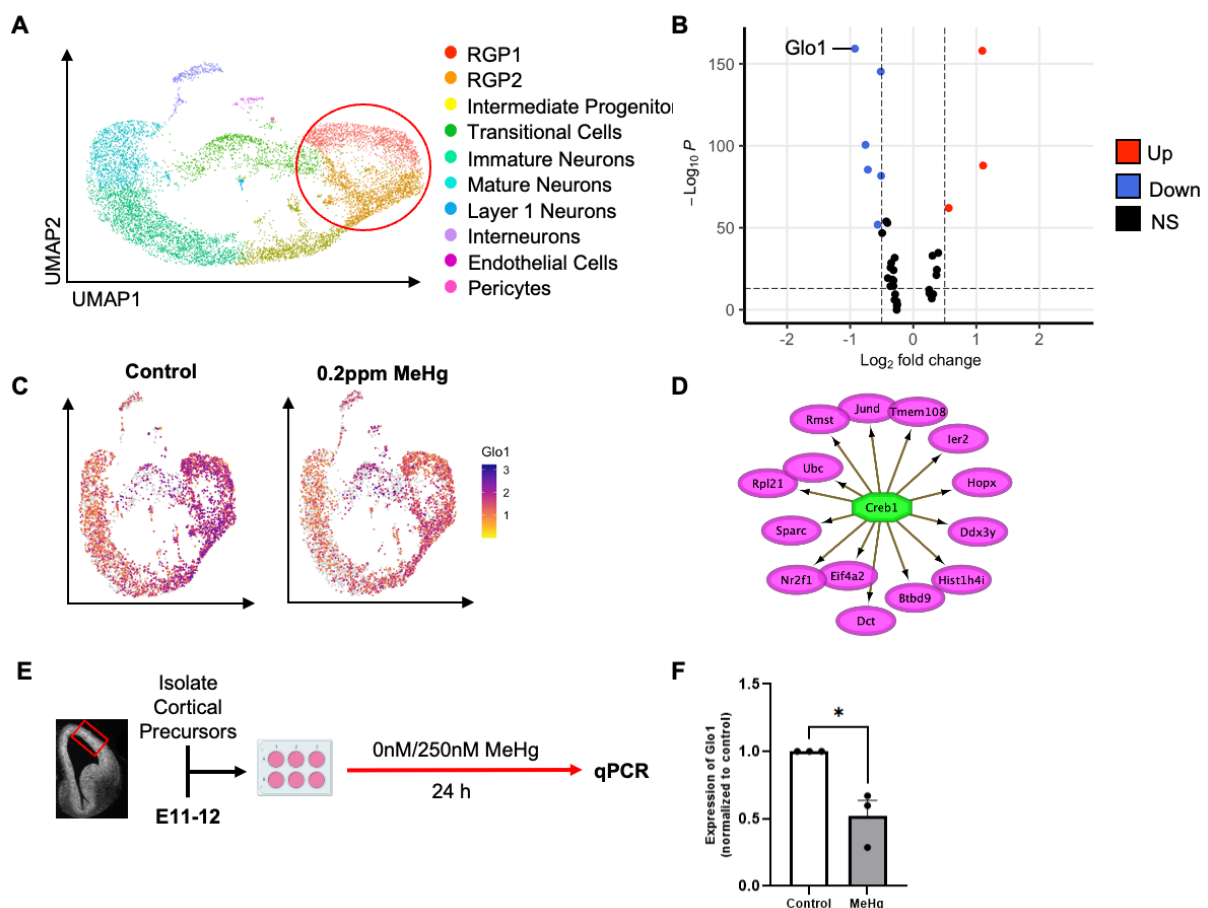 A
UMAP2
UMAP1
RGP1
RGP2
Intermediate Progenitor
Transitional Cells
Immature Neurons
Mature Neurons
Layer 1 Neurons
Interneurons
Endothelial Cells
Pericytes
B
Glo1
−Log10 P
150
100
50
0
-2
-1
0
1
2
Log2 fold change
Up
Down
NS
C
Control
0.2ppm MeHg
Glo1
3
2
1
D
Rmst
Jund
Tmem108
Ier2
Ubc
Rpl21
Hopx
Creb1
Sparc
Ddx3y
Nr2f1
Eif4a2
Hist1h4i
Btbd9
Dct
E
Isolate
Cortical
Precursors
E11-12
0nM/250nM MeHg
24 h
qPCR
F
Expression of Glo1
(normalized to control)
1.5
1.0
0.5
0.0
*
Control
MeHg